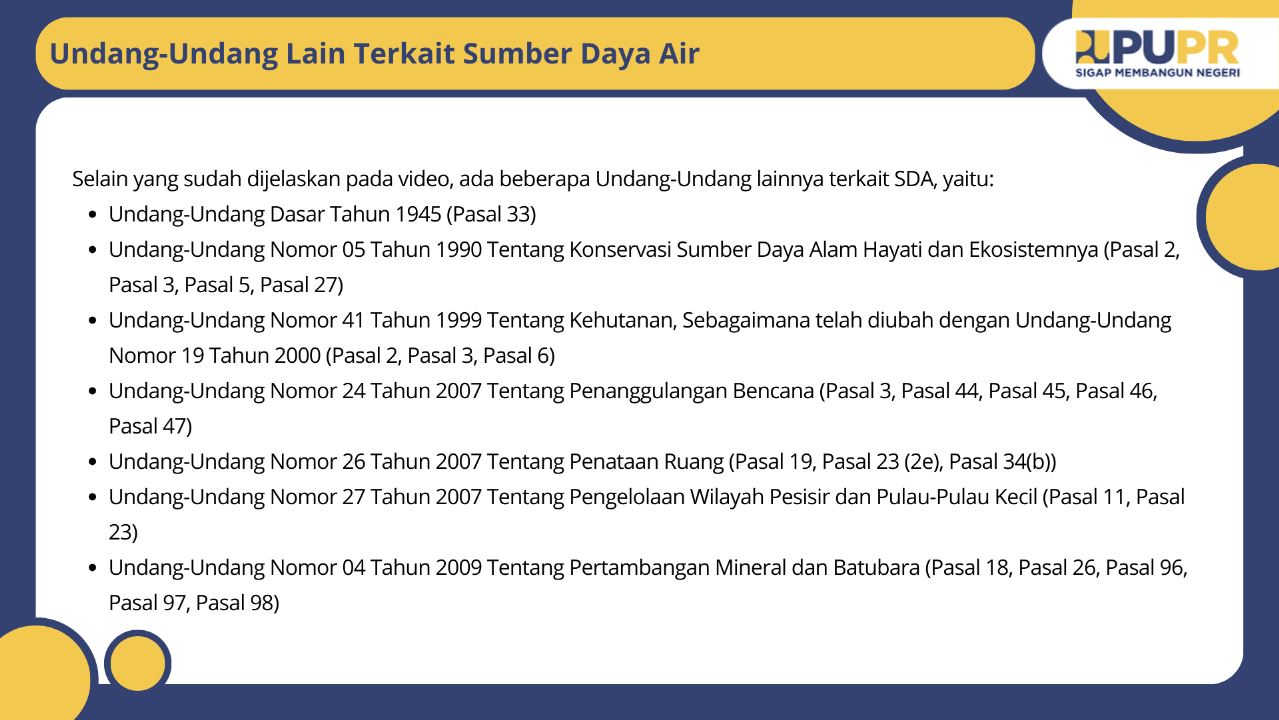 Undang-Undang Lain Terkait Sumber Daya Air
PUPR
SIGAP MEMBANGUN NEGERI
Selain yang sudah dijelaskan pada video, ada beberapa Undang-Undang lainnya terkait SDA, yaitu:
• Undang-Undang Dasar Tahun 1945 (Pasal 33)
• Undang-Undang Nomor 05 Tahun 1990 Tentang Konservasi Sumber Daya Alam Hayati dan Ekosistemnya (Pasal 2,
Pasal 3, Pasal 5, Pasal 27)
• Undang-Undang Nomor 41 Tahun 1999 Tentang Kehutanan, Sebagaimana telah diubah dengan Undang-Undang
Nomor 19 Tahun 2000 (Pasal 2, Pasal 3, Pasal 6)
• Undang-Undang Nomor 24 Tahun 2007 Tentang Penanggulangan Bencana (Pasal 3, Pasal 44, Pasal 45, Pasal 46,
Pasal 47)
• Undang-Undang Nomor 26 Tahun 2007 Tentang Penataan Ruang (Pasal 19, Pasal 23 (2e), Pasal 34(b))
• Undang-Undang Nomor 27 Tahun 2007 Tentang Pengelolaan Wilayah Pesisir dan Pulau-Pulau Kecil (Pasal 11, Pasal
23)
• Undang-Undang Nomor 04 Tahun 2009 Tentang Pertambangan Mineral dan Batubara (Pasal 18, Pasal 26, Pasal 96,
Pasal 97, Pasal 98)